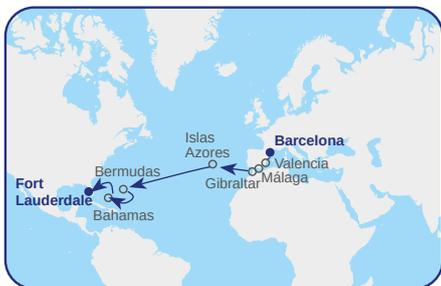 Islas
Azores
Barcelona
Valencia
Málaga
Gibraltar
Bermudas
Fort
Lauderdale
Bahamas